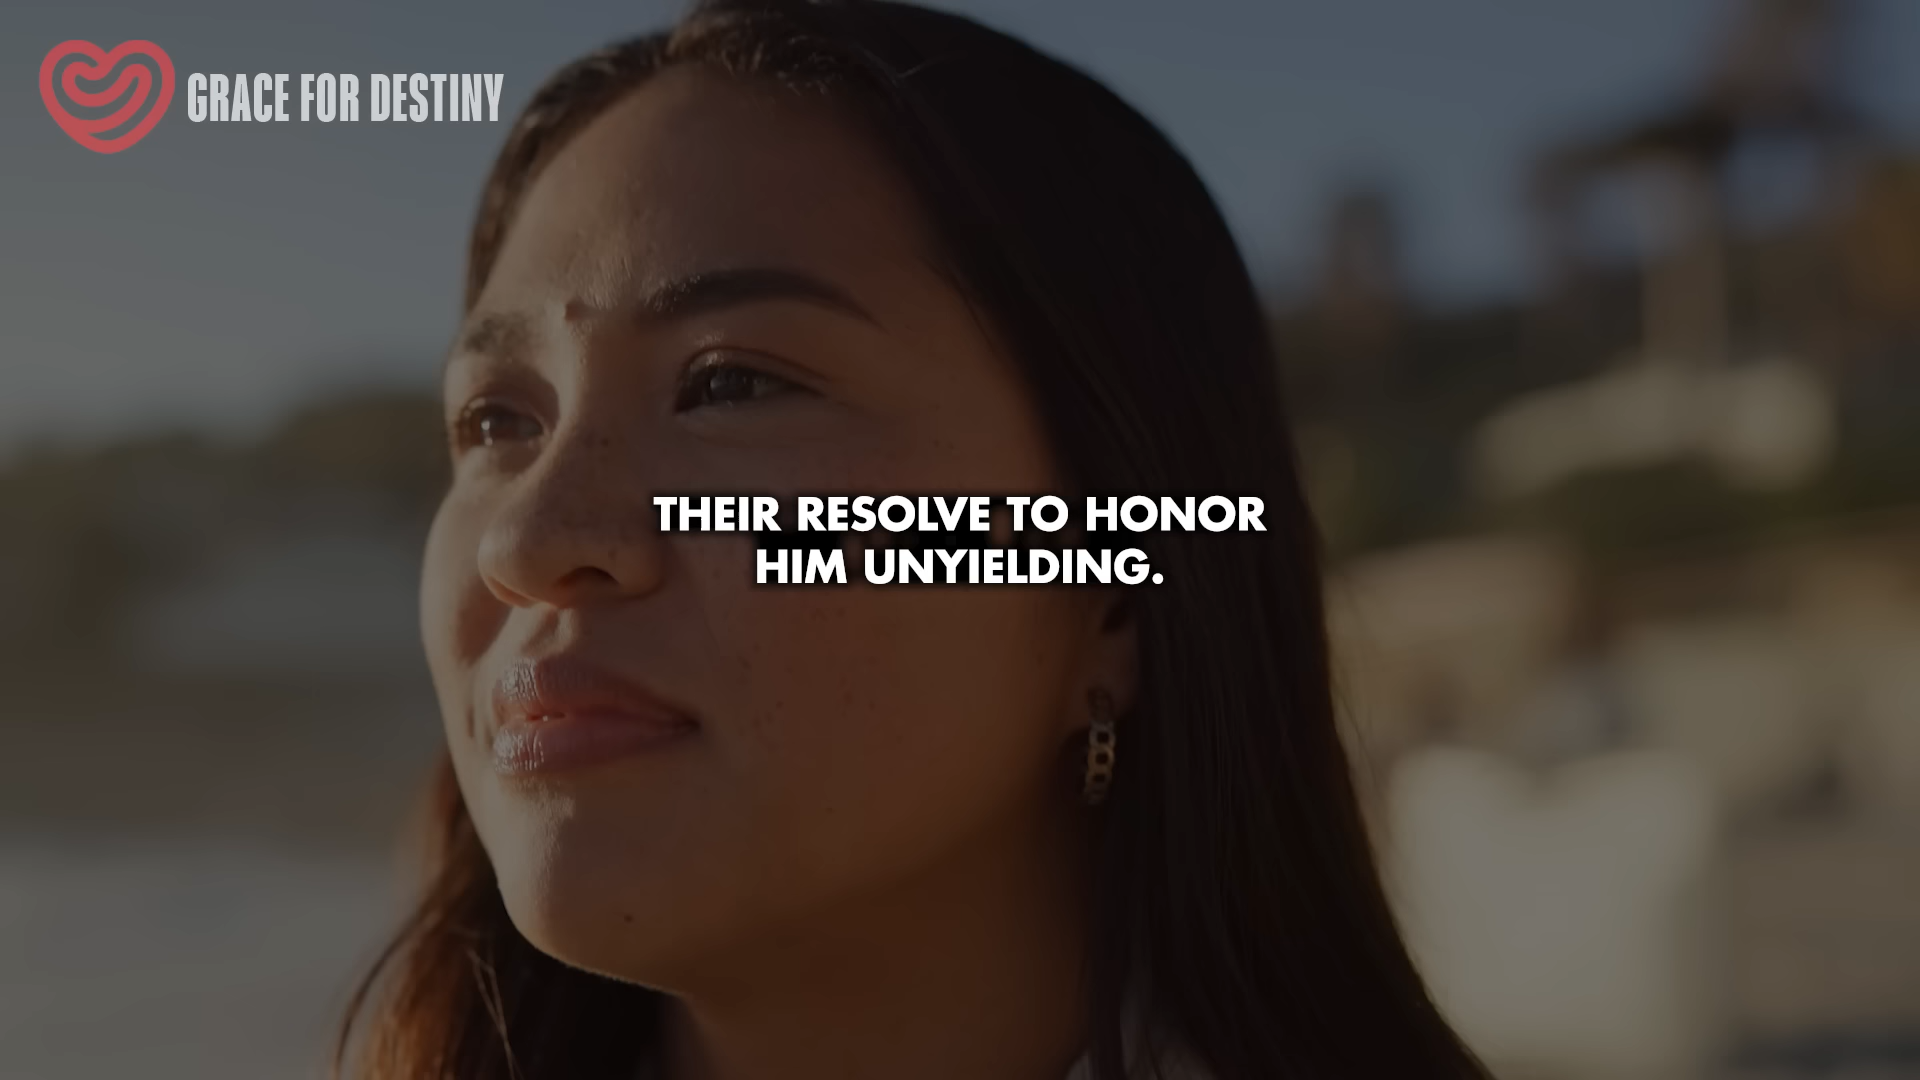 GRACE FOR DESTINY
THEIR RESOLVE TO HONOR
HIM UNYIELDING.